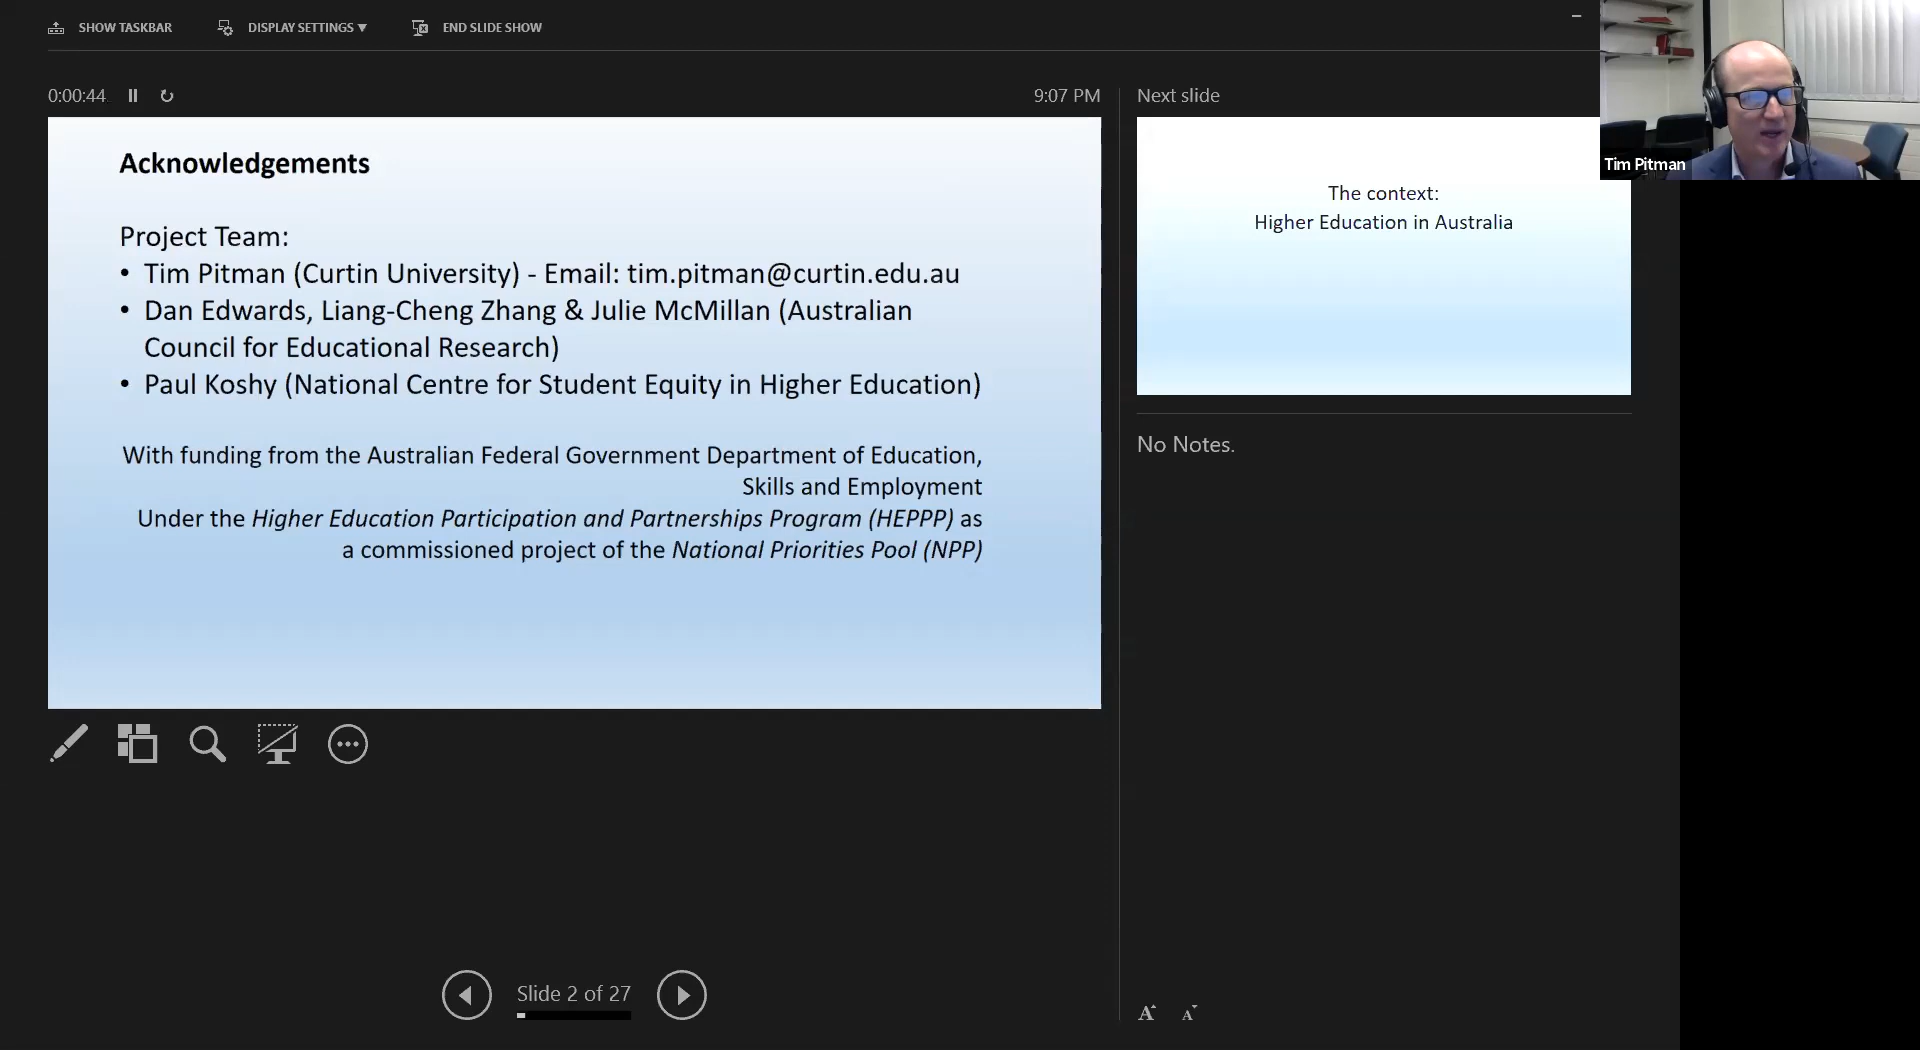 SHOW TASKBAR
DISPLAY SETTINGS
END SLIDE SHOW
0:00:44
9:07 PM
Next slide
Acknowledgements
Project Team:
• Tim Pitman (Curtin University) - Email: tim.pitman@curtin.edu.au
• Dan Edwards, Liang-Cheng Zhang & Julie McMillan (Australian
Council for Educational Research)
• Paul Koshy (National Centre for Student Equity in Higher Education)
With funding from the Australian Federal Government Department of Education,
Skills and Employment
Under the Higher Education Participation and Partnerships Program (HEPPP) as
a commissioned project of the National Priorities Pool (NPP)
The context:
Higher Education in Australia
Tim Pitman
No Notes.
Slide 2 of 27
A A